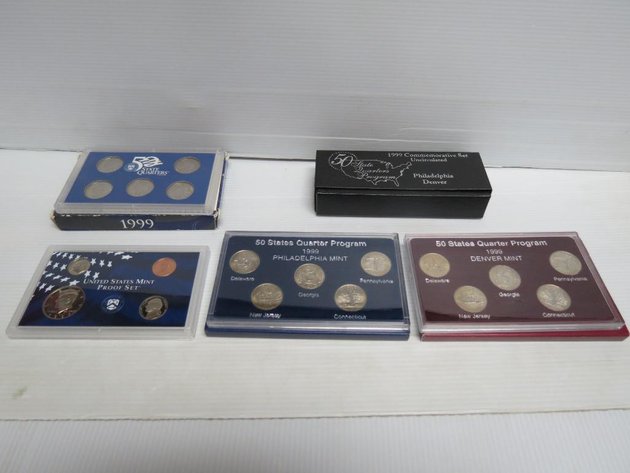 50
STATE
QUARTERS
1999
50
State
Quarters
Program
1999 Commemorative Set
Uncirculated
Philadelphia
Denver
UNITED STATES MINT
PROOF SET
50 States Quarter Program
1999
PHILADELPHIA MINT
Delaware
Pennsylvania
Georgia
New Jersey
Connecticut
50 States Quarter Program
1999
DENVER MINT
Delaware
Pennsylvania
Georgia
New Jersey
Connecticut